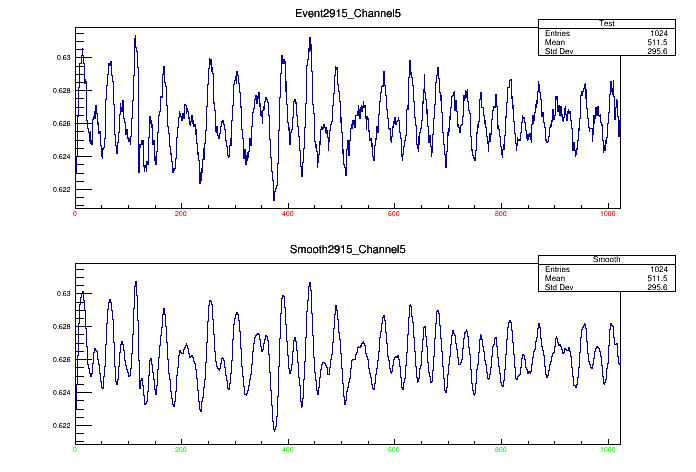 Event2915_Channel5
Test
Entries 1024
Mean 511.5
Std Dev 295.6
0.63
0.628
0.626
0.624
0.622
0 200 400 600 800 1000
Smooth2915_Channel5
Smooth
Entries 1024
Mean 511.5
Std Dev 295.6
0.63
0.628
0.626
0.624
0.622
0 200 400 600 800 1000